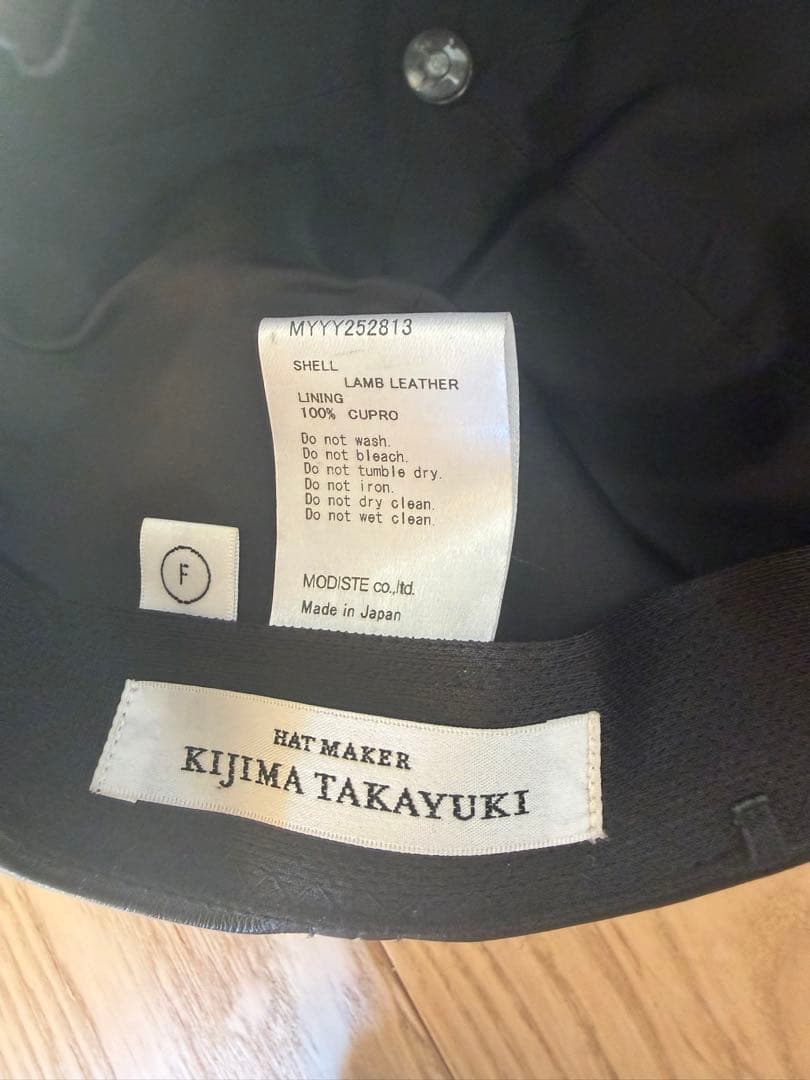 MYYY252813
SHELL
LAMB LEATHER
LINING
100% CUPRO
Do not wash.
Do not bleach.
Do not tumble dry.
Do not iron.
Do not dry clean.
Do not wet clean.
MODISTE co.,ltd.
Made in Japan
F
HAT MAKER
KIJIMA TAKAYUKI